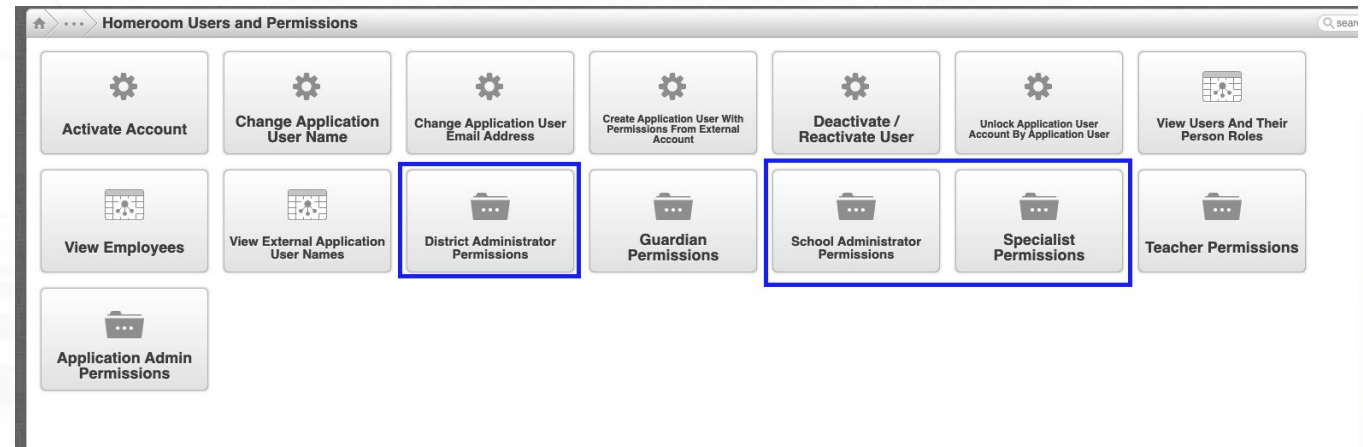 Homeroom Users and Permissions
Activate Account
Change Application
User Name
Change Application User
Email Address
Create Application User With
Permissions From External
Account
Deactivate /
Reactivate User
Unlock Application User
Account By Application User
View Users And Their
Person Roles
View Employees
View External Application
User Names
District Administrator
Permissions
Guardian
Permissions
School Administrator
Permissions
Specialist
Permissions
Teacher Permissions
Application Admin
Permissions